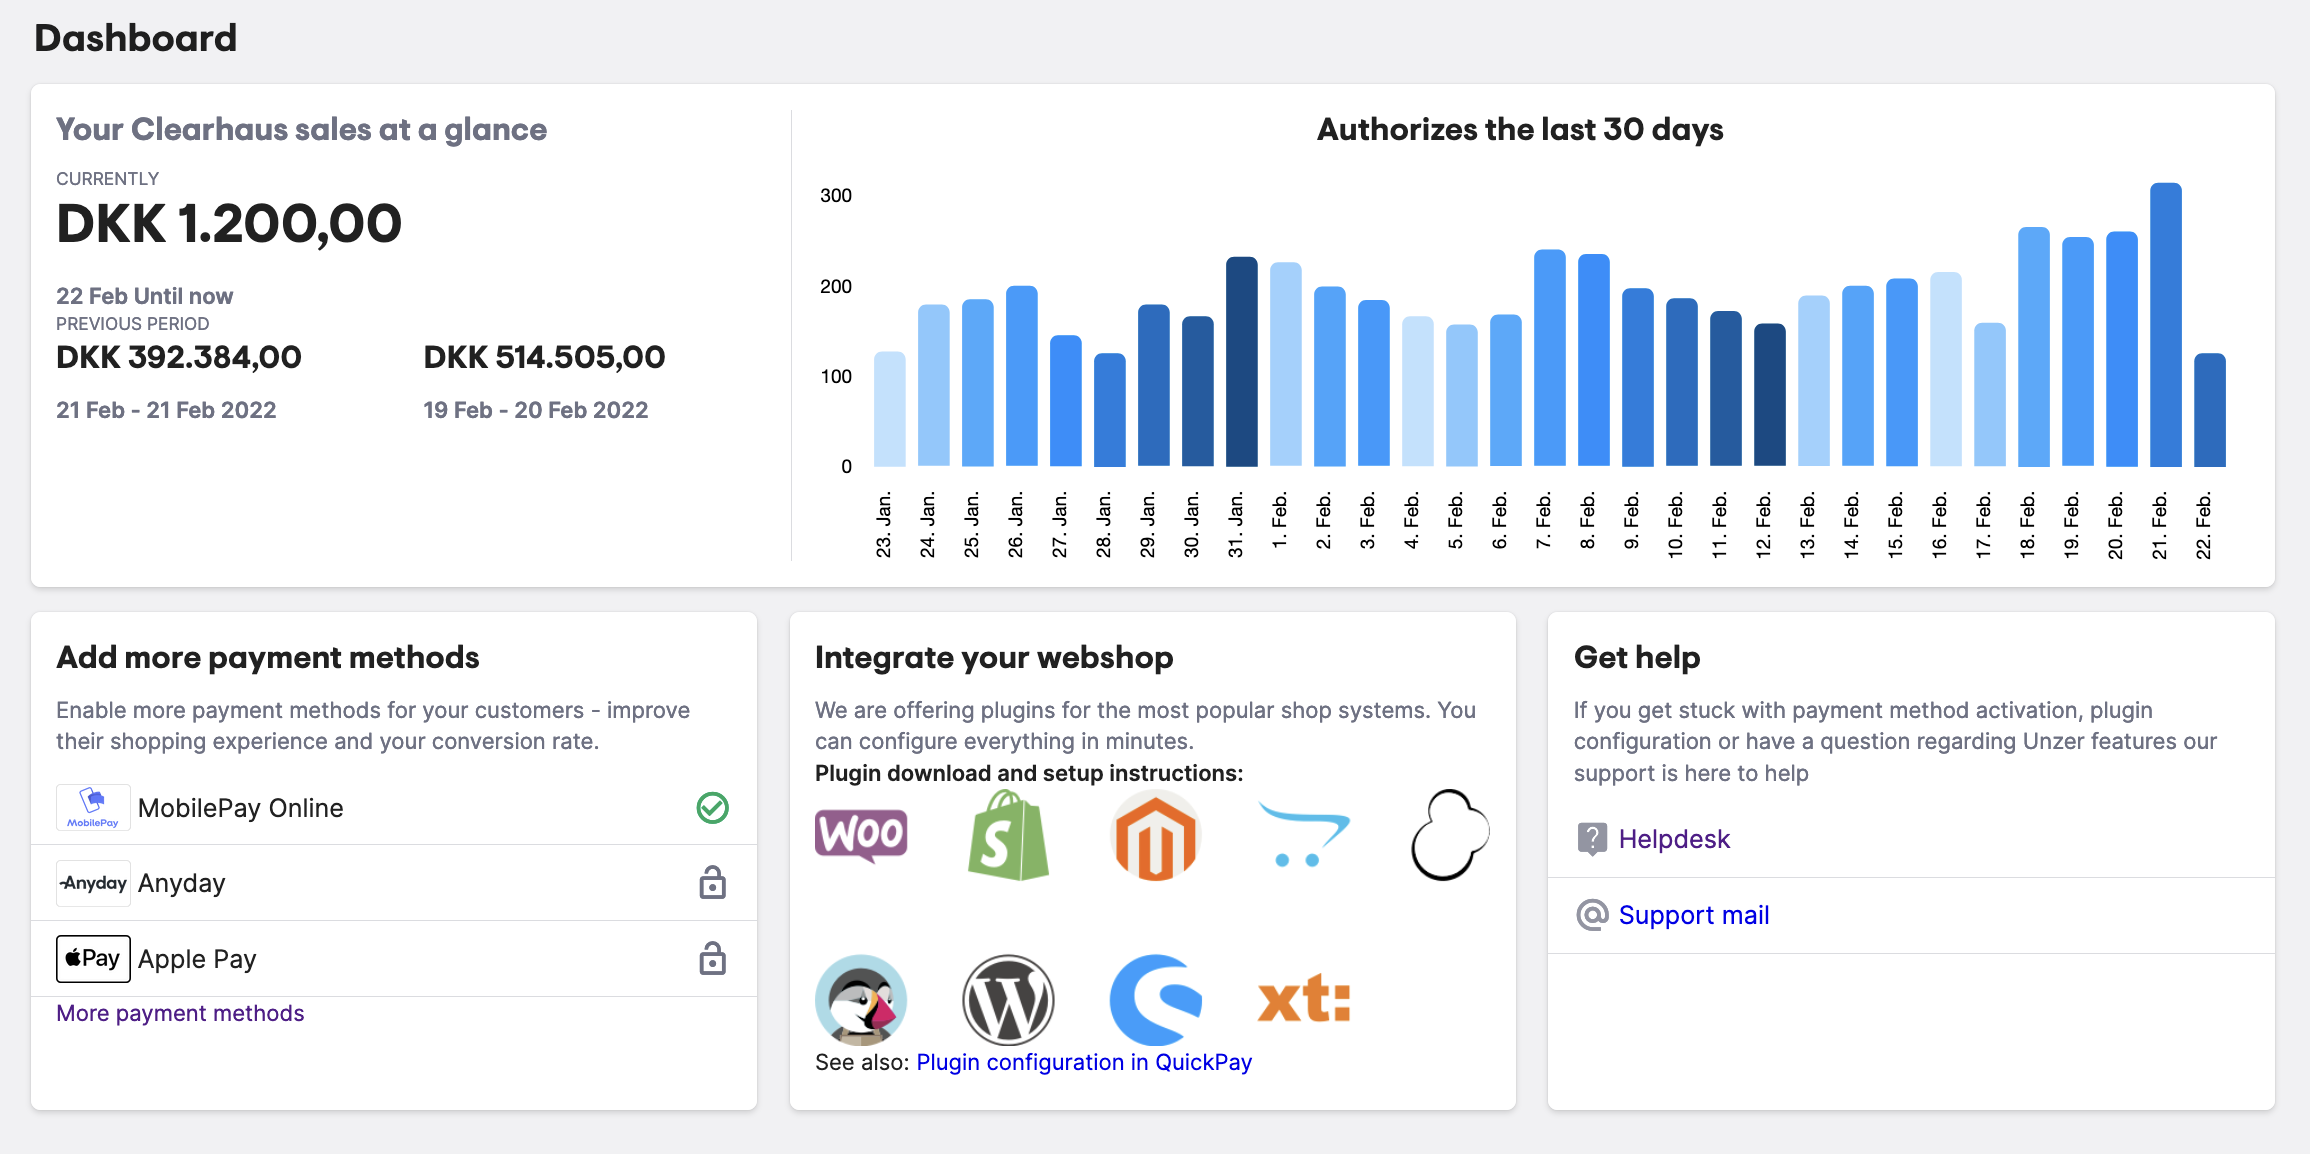 Dashboard
Your Clearhaus sales at a glance
CURRENTLY
DKK 1.200,00
22 Feb Until now
PREVIOUS PERIOD
DKK 392.384,00
21 Feb - 21 Feb 2022
DKK 514.505,00
19 Feb - 20 Feb 2022
Authorizes the last 30 days
300
200
100
0
23. Jan.
24. Jan.
25. Jan.
26. Jan.
27. Jan.
28. Jan.
29. Jan.
30. Jan.
31. Jan.
1. Feb.
2. Feb.
3. Feb.
4. Feb.
5. Feb.
6. Feb.
7. Feb.
8. Feb.
9. Feb.
10. Feb.
11. Feb.
12. Feb.
13. Feb.
14. Feb.
15. Feb.
16. Feb.
17. Feb.
18. Feb.
19. Feb.
20. Feb.
21. Feb.
22. Feb.
Add more payment methods
Enable more payment methods for your customers - improve
their shopping experience and your conversion rate.
MobilePay
MobilePay Online
Anyday
Anyday
Pay
Apple Pay
More payment methods
Integrate your webshop
We are offering plugins for the most popular shop systems. You
can configure everything in minutes.
Plugin download and setup instructions:
WOO
S
W
xt:
See also: Plugin configuration in QuickPay
Get help
If you get stuck with payment method activation, plugin
configuration or have a question regarding Unzer features our
support is here to help
?
Helpdesk
@
Support mail